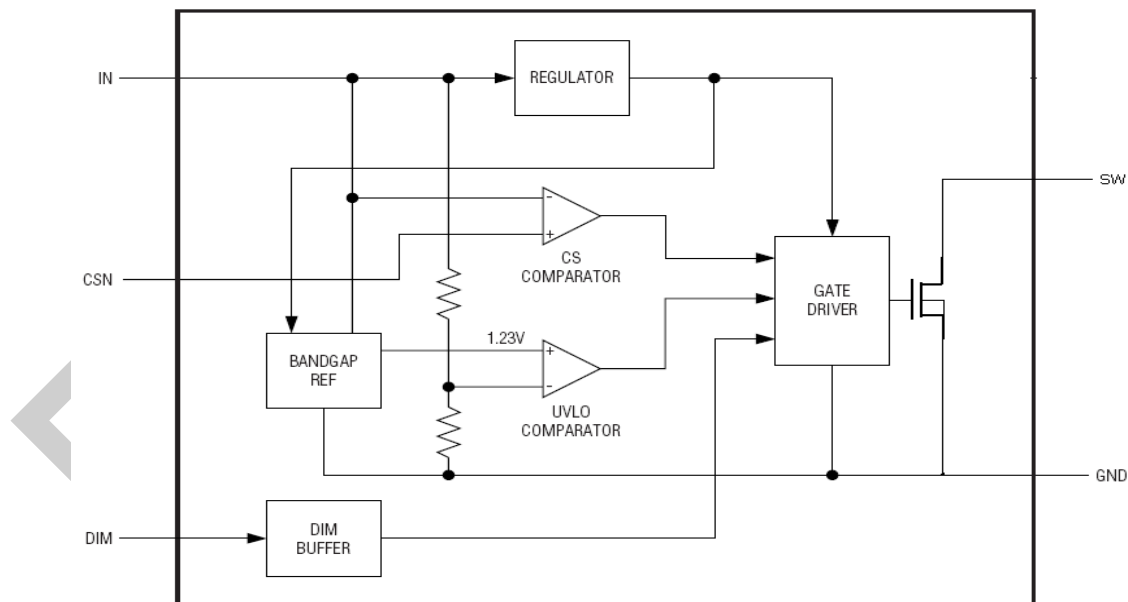 IN
REGULATOR
SW
-
+
CS
COMPARATOR
CSN
GATE
DRIVER
1.23V
BANDGAP
REF
+
-
UVLO
COMPARATOR
GND
DIM
DIM
BUFFER